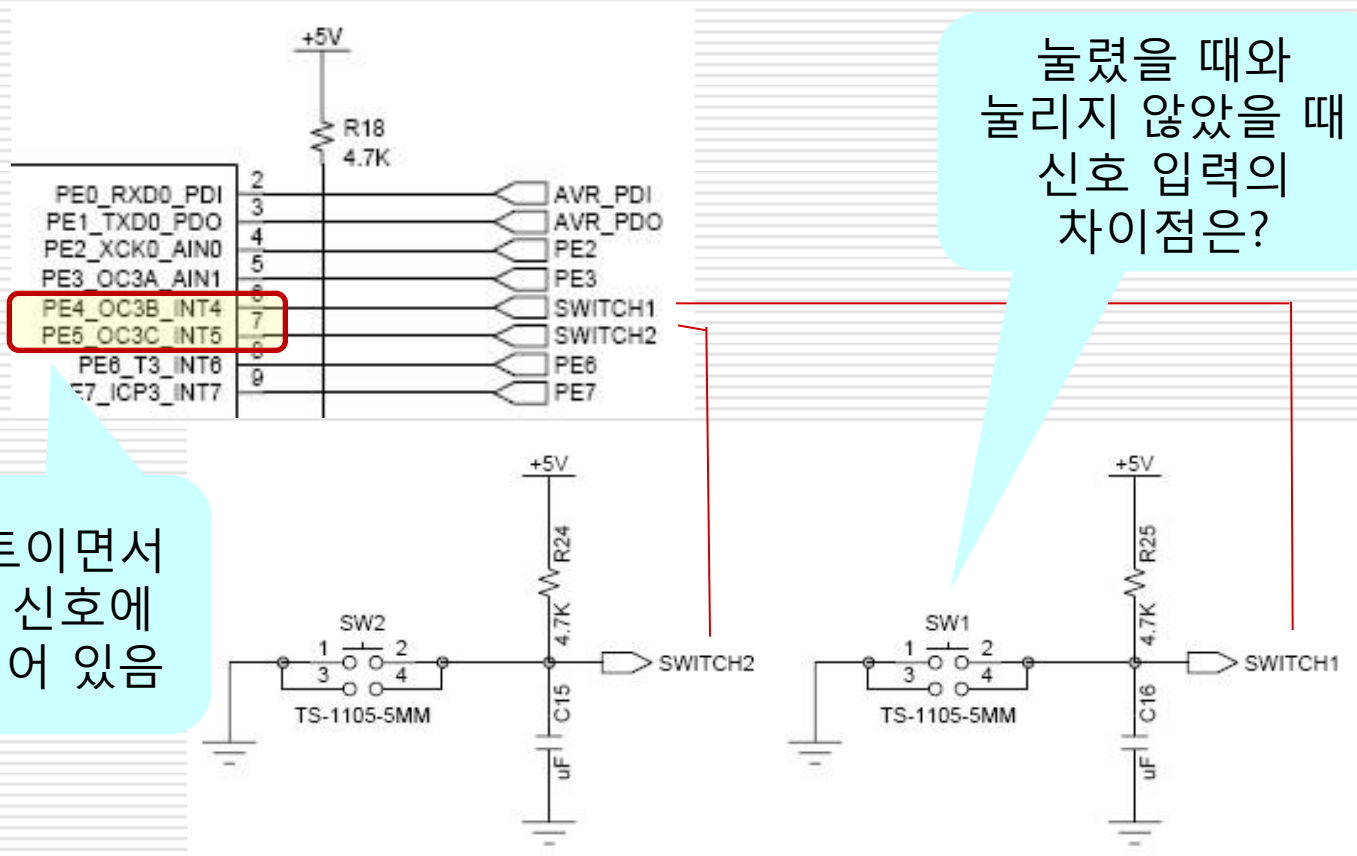 +5V
R18
4.7K
눌렸을 때와
눌리지 않았을 때
신호 입력의
차이점은?
PE0_RXD0_PDI 2 AVR_PDI
PE1_TXD0_PDO 3 AVR_PDO
PE2_XCK0_AIN0 4 PE2
PE3_OC3A_AIN1 5 PE3
PE4_OC3B_INT4 6 SWITCH1
PE5_OC3C_INT5 7 SWITCH2
PE6_T3_INT6 8 PE6
E7_ICP3_INT7 9 PE7
트이면서
신호에
어 있음
+5V
R24
4.7K
SW2
1 2
3 4
TS-1105-5MM
SWITCH2
C15
uF
+5V
R25
4.7K
SW1
1 2
3 4
TS-1105-5MM
SWITCH1
C16
uF